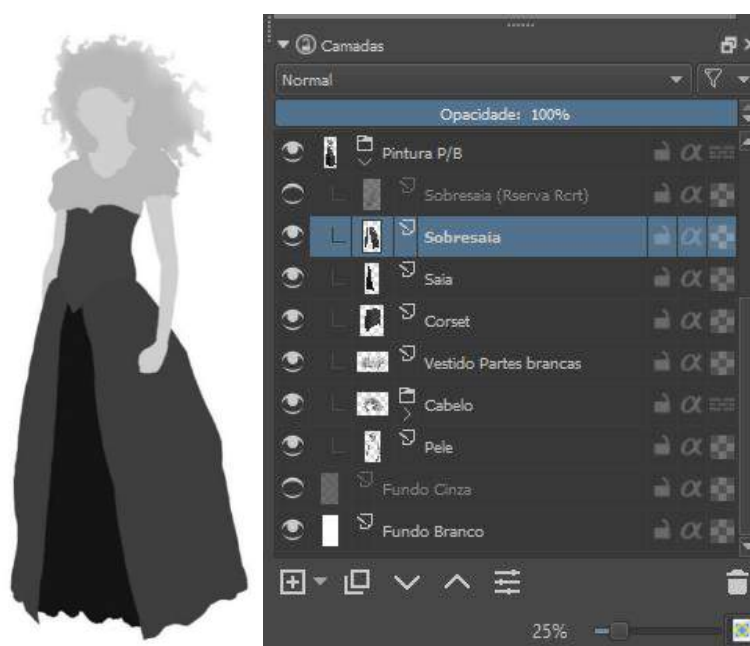 Camadas
Normal
Opacidade: 100%
Pintura P/B
Sobresaia (Rserva Rcrt)
Sobresaia
Saia
Corset
Vestido Partes brancas
Cabelo
Pele
Fundo Cinza
Fundo Branco
25%